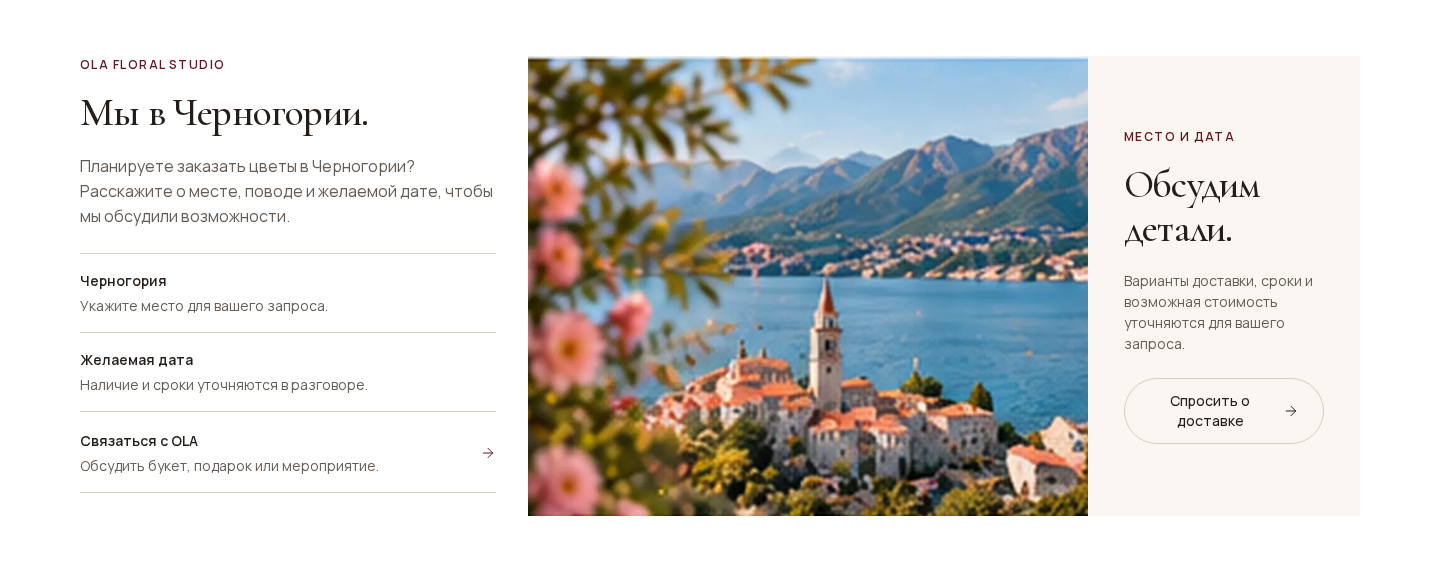 OLA FLORAL STUDIO
Мы в Черногории.
Планируете заказать цветы в Черногории?
Расскажите о месте, поводе и желаемой дате, чтобы
мы обсудили возможности.
Черногория
Укажите место для вашего запроса.
Желаемая дата
Наличие и сроки уточняются в разговоре.
Связаться с OLA
Обсудить букет, подарок или мероприятие.
МЕСТО И ДАТА
Обсудим
детали.
Варианты доставки, сроки и
возможная стоимость
уточняются для вашего
запроса.
Спросить о
доставке